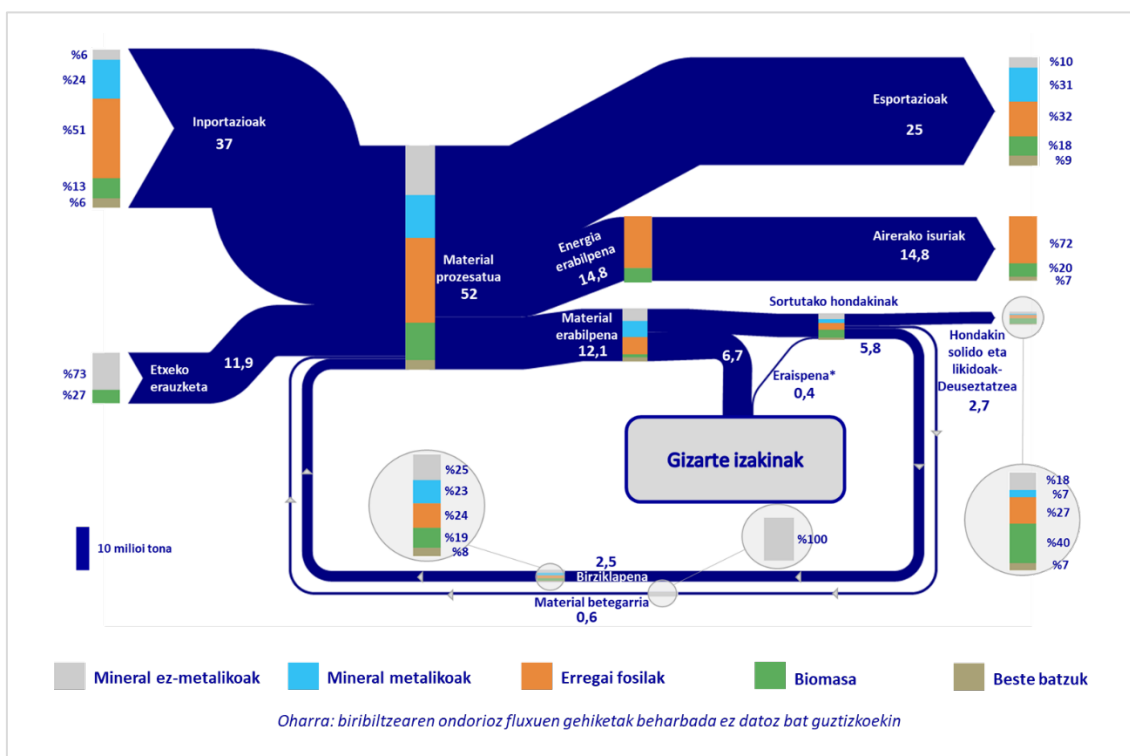 %6
%24
%51
%13
%6
Inportazioak
37
%73
%27
Etxeko
erauzketa
11,9
Material
prozesatua
52
Energia
erabilpena
14,8
Material
erabilpena
12,1
6,7
Esportazioak
25
%10
%31
%32
%18
%9
Airerako isuriak
14,8
%72
%20
%7
Sortutako hondakinak
5,8
Eraispena*
0,4
Hondakin
solido eta
likidoak-
Deuseztatzea
2,7
Gizarte izakinak
%25
%23
%24
%19
%8
%100
%18
%7
%27
%40
%7
10 milioi tona
2,5
Birziklapena
Material betegarria
0,6
Mineral ez-metalikoak
Mineral metalikoak
Erregai fosilak
Biomasa
Beste batzuk
Oharra: biribiltzearen ondorioz fluxuen gehiketak beharbada ez datoz bat guztizkoekin